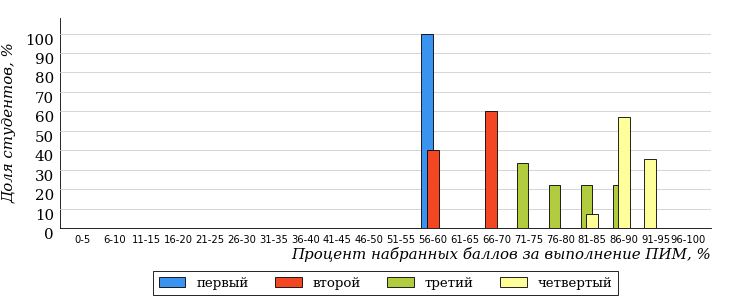 Доля студентов, %
100
90
80
70
60
50
40
30
20
10
0
0-5 6-10 11-15 16-20 21-25 26-30 31-35 36-40 41-45 46-50 51-55 56-60 61-65 66-70 71-75 76-80 81-85 86-90 91-95 96-100
Процент набранных баллов за выполнение ПИМ, %
первый второй третий четвертый